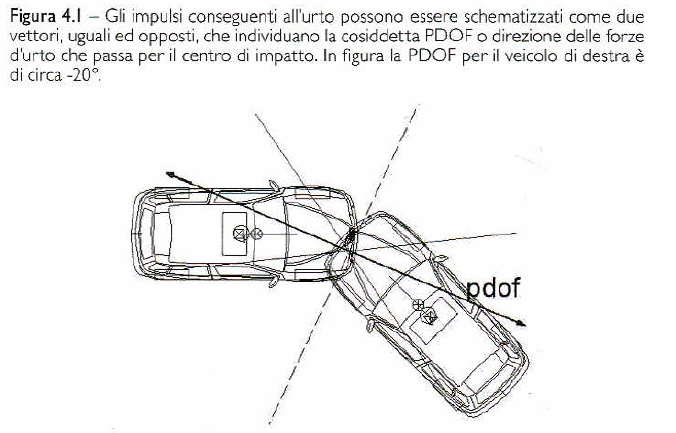 Figura 4.1 – Gli impulsi conseguenti all'urto possono essere schematizzati come due
vettori, uguali ed opposti, che individuano la cosiddetta PDOF o direzione delle forze
d'urto che passa per il centro di impatto. In figura la PDOF per il veicolo di destra è
di circa -20°.
pdof